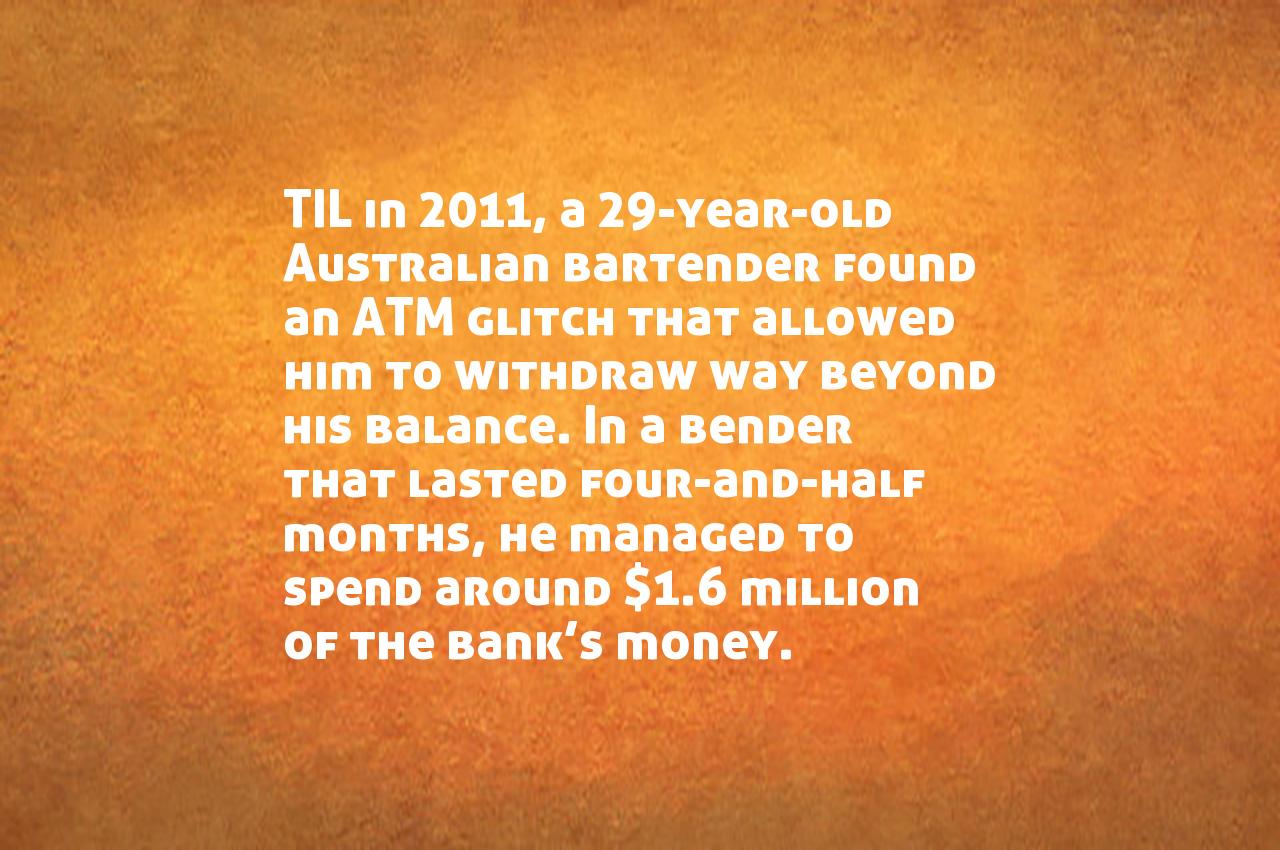 TIL in 2011, a 29-year-old
Australian bartender found
an ATM glitch that allowed
him to withdraw way beyond
his balance. In a bender
that lasted four-and-half
months, he managed to
spend around $1.6 million
of the bank's money.